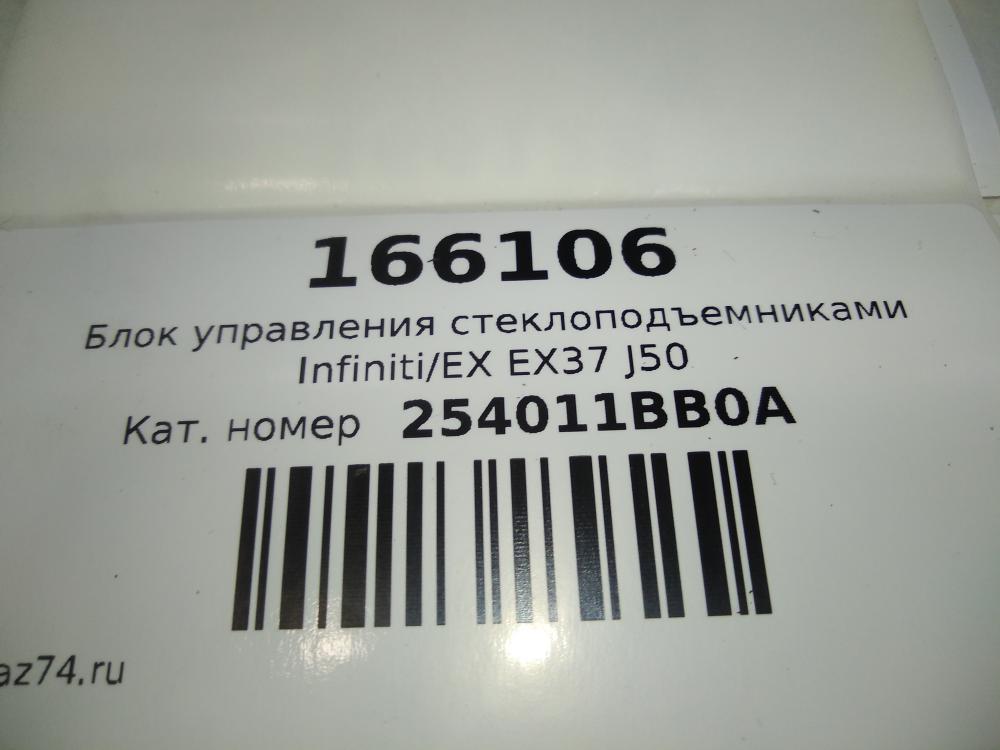 166106
Блок управления стеклоподъемниками
Infiniti/EX EX37 J50
Кат. номер 254011BB0A
az74.ru